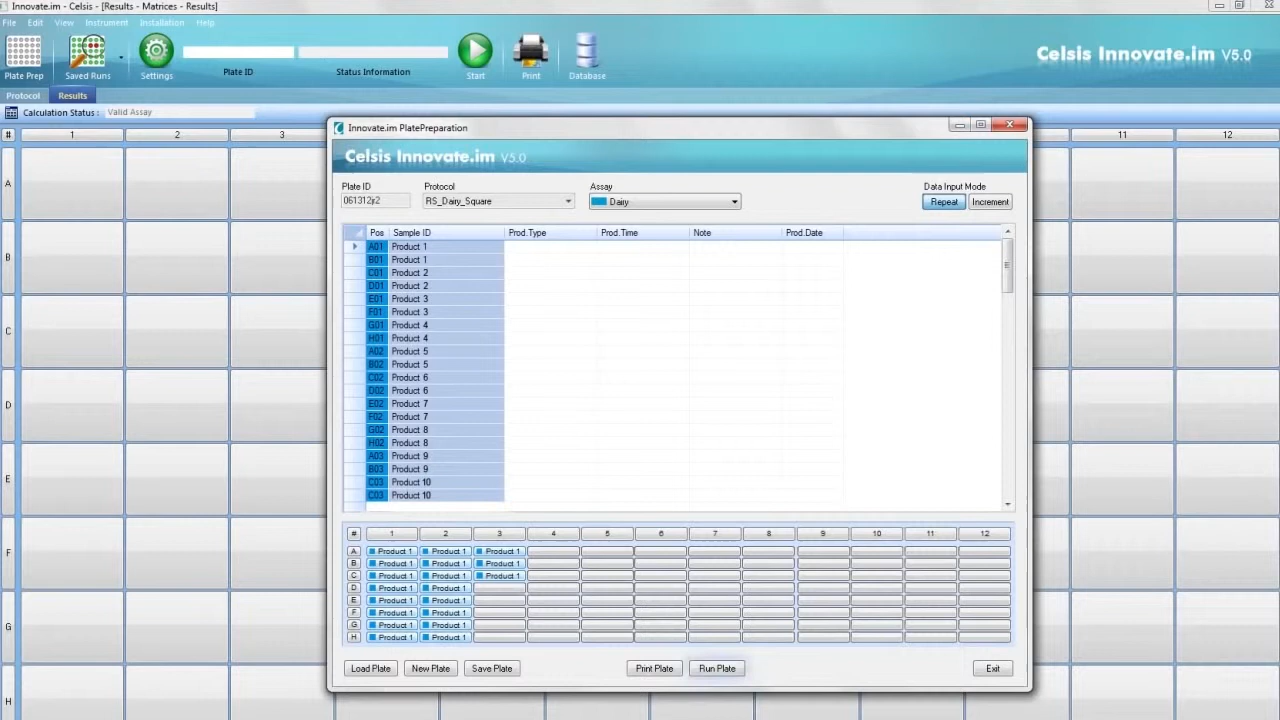 Innovate.im - Celsis - [Results - Matrices - Results]
File Edit View Instrument Installation Help
Plate Prep Saved Runs Settings Plate ID Status Information Start Print Database
Celsis Innovate.im V5.0
Protocol Results
Calculation Status : Valid Assay
# 1 2 3 11 12
A
B
C
D
E
F
G
H
Innovate.im PlatePreparation
Celsis Innovate.im V5.0
Plate ID Protocol Assay Data Input Mode
061312jr2 RS_Dairy_Square Dairy Repeat Increment
Pos Sample ID Prod.Type Prod.Time Note Prod.Date
A01 Product 1
B01 Product 1
C01 Product 2
D01 Product 2
E01 Product 3
F01 Product 3
G01 Product 4
H01 Product 4
A02 Product 5
B02 Product 5
C02 Product 6
D02 Product 6
E02 Product 7
F02 Product 7
G02 Product 8
H02 Product 8
A03 Product 9
B03 Product 9
C03 Product 10
C03 Product 10
# 1 2 3 4 5 6 7 8 9 10 11 12
A Product 1 Product 1 Product 1
B Product 1 Product 1 Product 1
C Product 1 Product 1 Product 1
D Product 1 Product 1
E Product 1 Product 1
F Product 1 Product 1
G Product 1 Product 1
H Product 1 Product 1
Load Plate New Plate Save Plate Print Plate Run Plate Exit